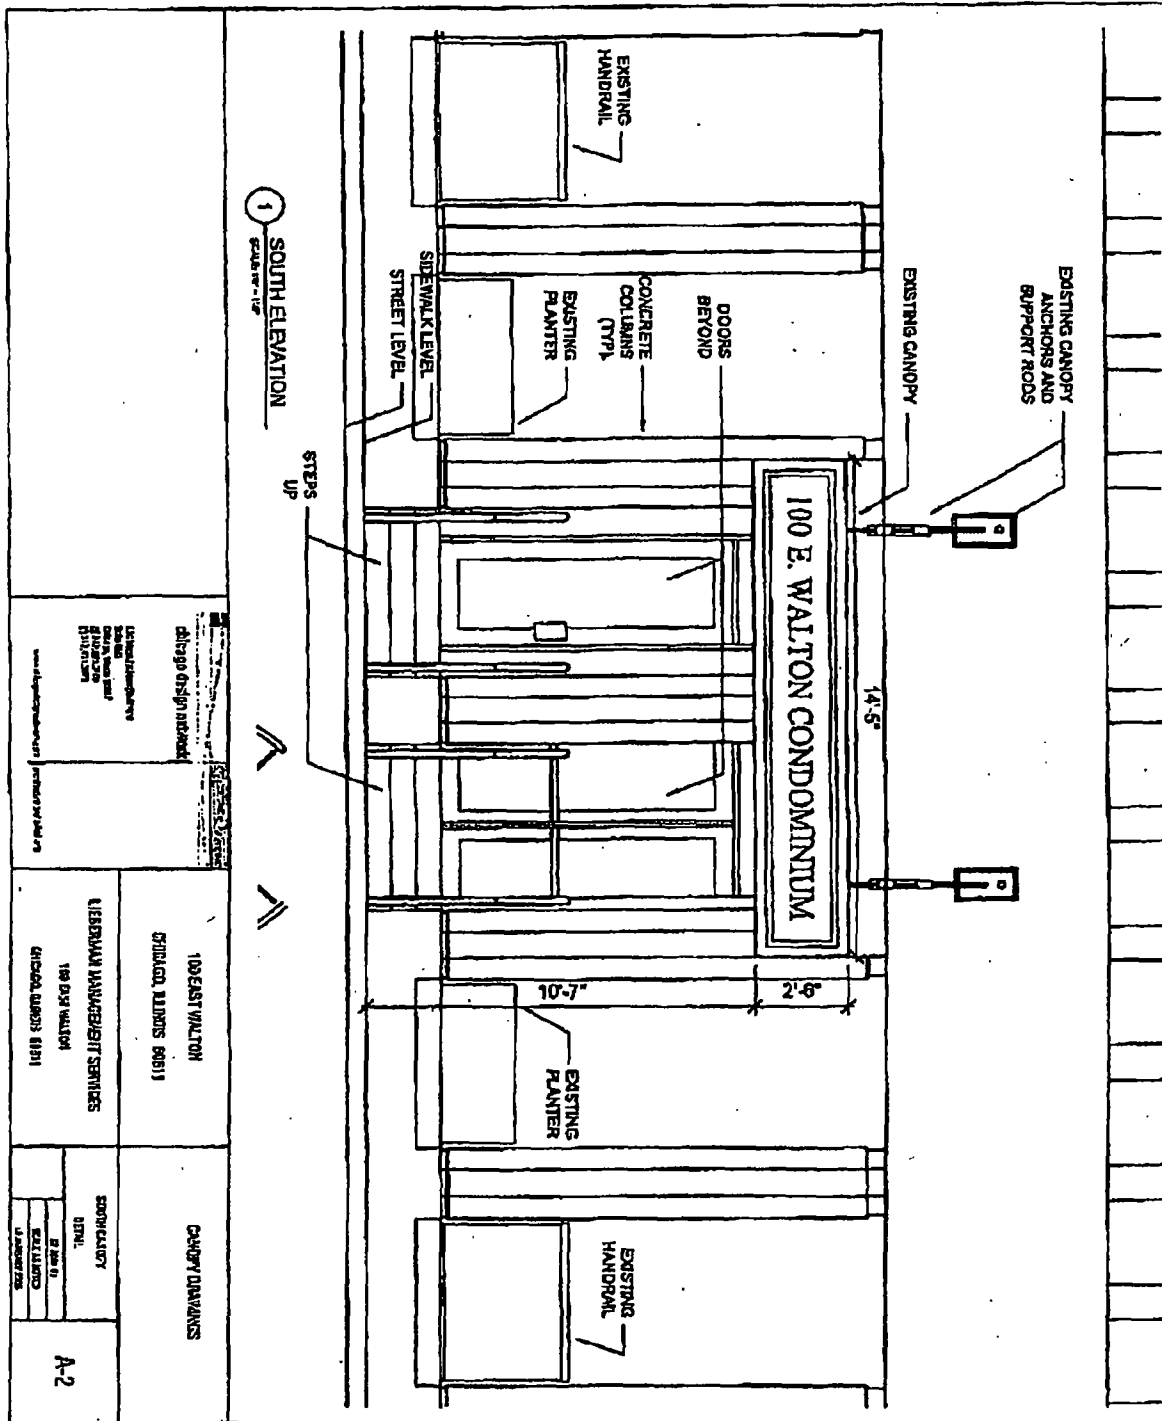 EXISTING CANOPY
ANCHORS AND
SUPPORT RODS
EXISTING CANOPY
EXISTING
HANDRAIL
DOORS
BEYOND
CONCRETE
COLUMNS
(TYP).
EXISTING
PLANTER
SIDEWALK LEVEL
STREET LEVEL
14'-5"
100 E. WALTON CONDOMINIUM
2'-6"
10'-7"
EXISTING
PLANTER
EXISTING
HANDRAIL
STEPS
UP
1
SOUTH ELEVATION
chicago design network
100 EAST WALTON
CHICAGO, ILLINOIS 60611
LIEBERMAN MANAGEMENT SERVICES
100 EAST WALTON
CHICAGO, ILLINOIS 60611
CANOPY DRAWINGS
SOUTH CANOPY
DETAIL
SCALE AS NOTED
A-2